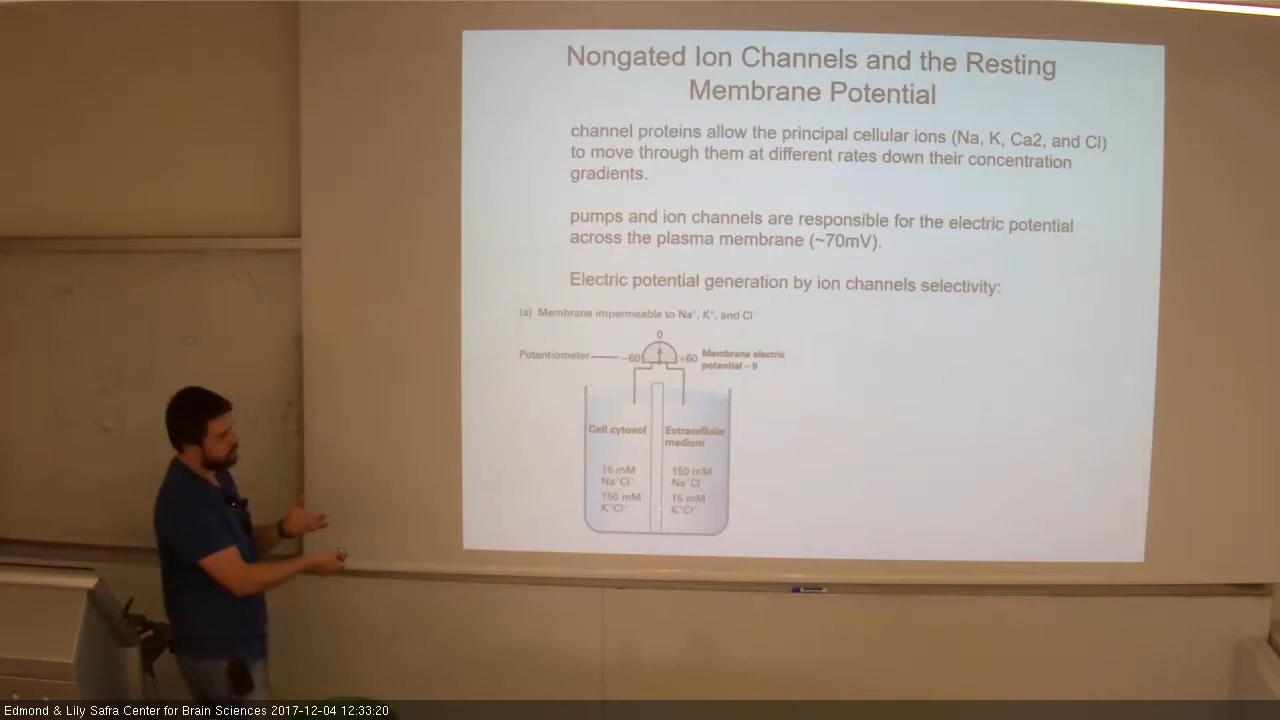 Nongated Ion Channels and the Resting
Membrane Potential
channel proteins allow the principal cellular ions (Na, K, Ca2, and Cl)
to move through them at different rates down their concentration
gradients.
pumps and ion channels are responsible for the electric potential
across the plasma membrane (~70mV).
Electric potential generation by ion channels selectivity:
(a) Membrane impermeable to Na⁺, K⁺, and Cl⁻
0
Potentiometer
−60
+60
Membrane electric
potential = 0
Cell cytosol
Extracellular
medium
15 mM
Na⁺Cl⁻
150 mM
K⁺Cl⁻
150 mM
Na⁺Cl⁻
15 mM
K⁺Cl⁻
Edmond & Lily Safra Center for Brain Sciences 2017-12-04 12:33:20